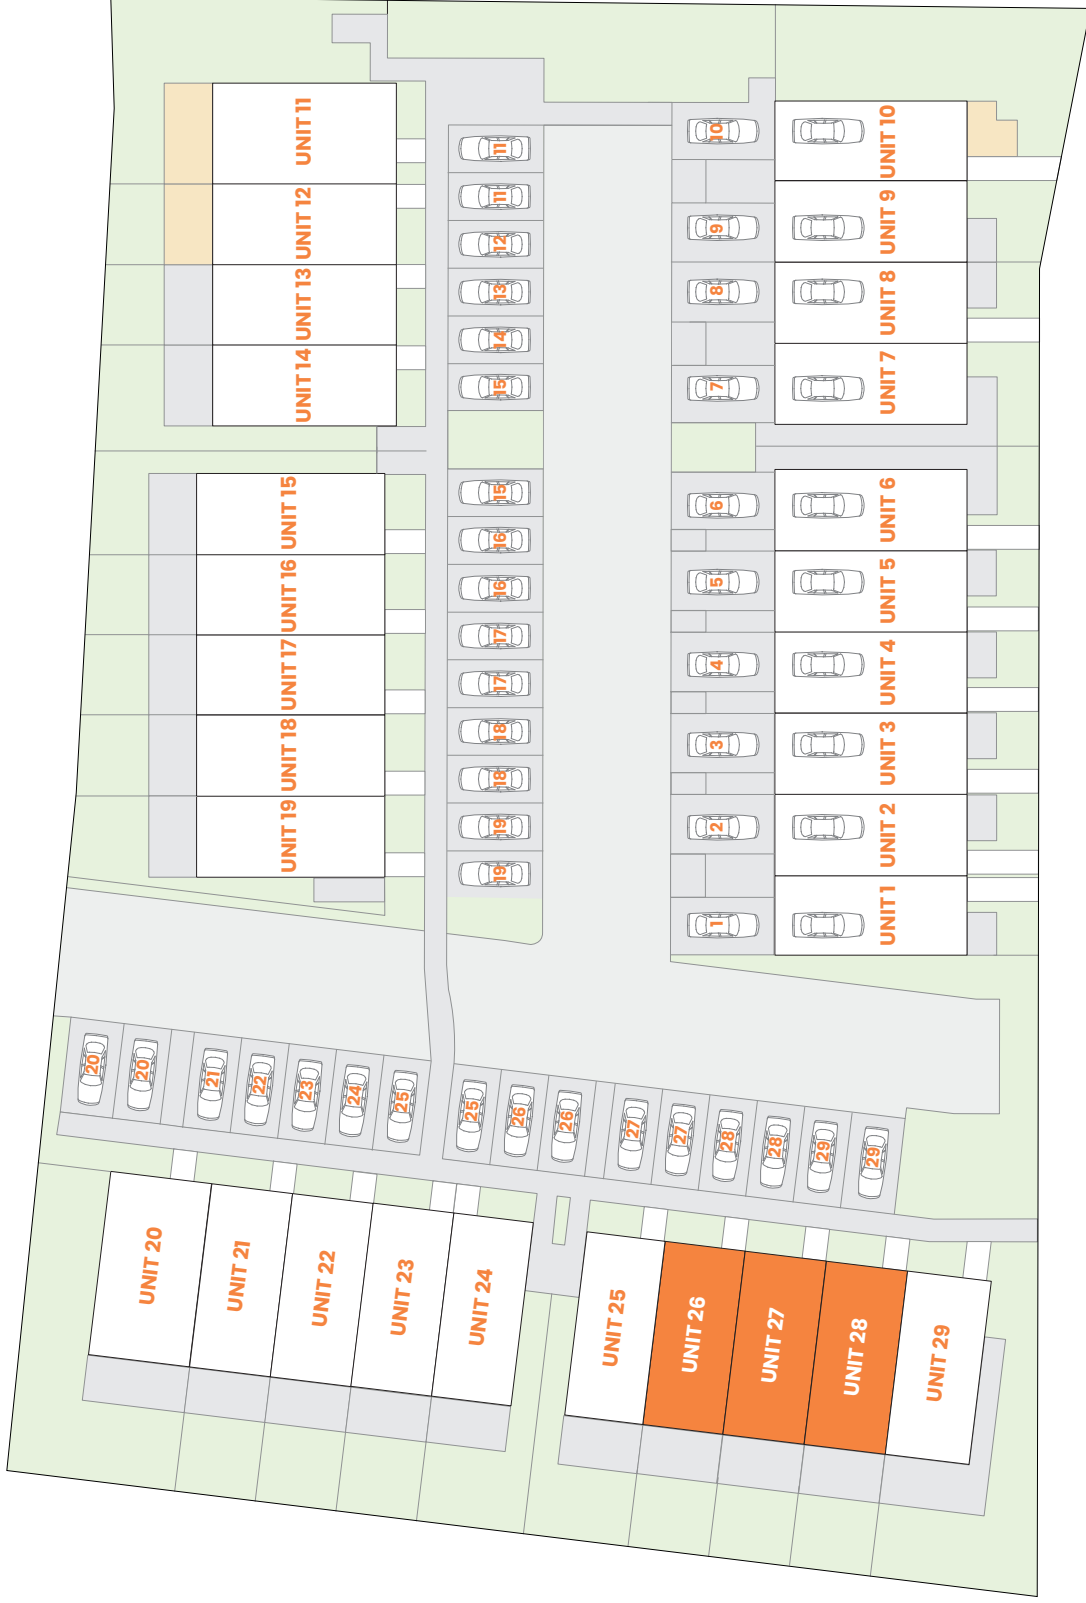 UNIT 11
UNIT 12
UNIT 13
UNIT 14
UNIT 15
UNIT 16
UNIT 17
UNIT 18
UNIT 19
11
11
12
13
14
15
15
16
16
17
17
18
18
19
19
10
9
8
7
6
5
4
3
2
1
UNIT 10
UNIT 9
UNIT 8
UNIT 7
UNIT 6
UNIT 5
UNIT 4
UNIT 3
UNIT 2
UNIT 1
20
20
21
22
23
24
25
25
26
26
27
27
28
28
29
29
UNIT 20
UNIT 21
UNIT 22
UNIT 23
UNIT 24
UNIT 25
UNIT 26
UNIT 27
UNIT 28
UNIT 29